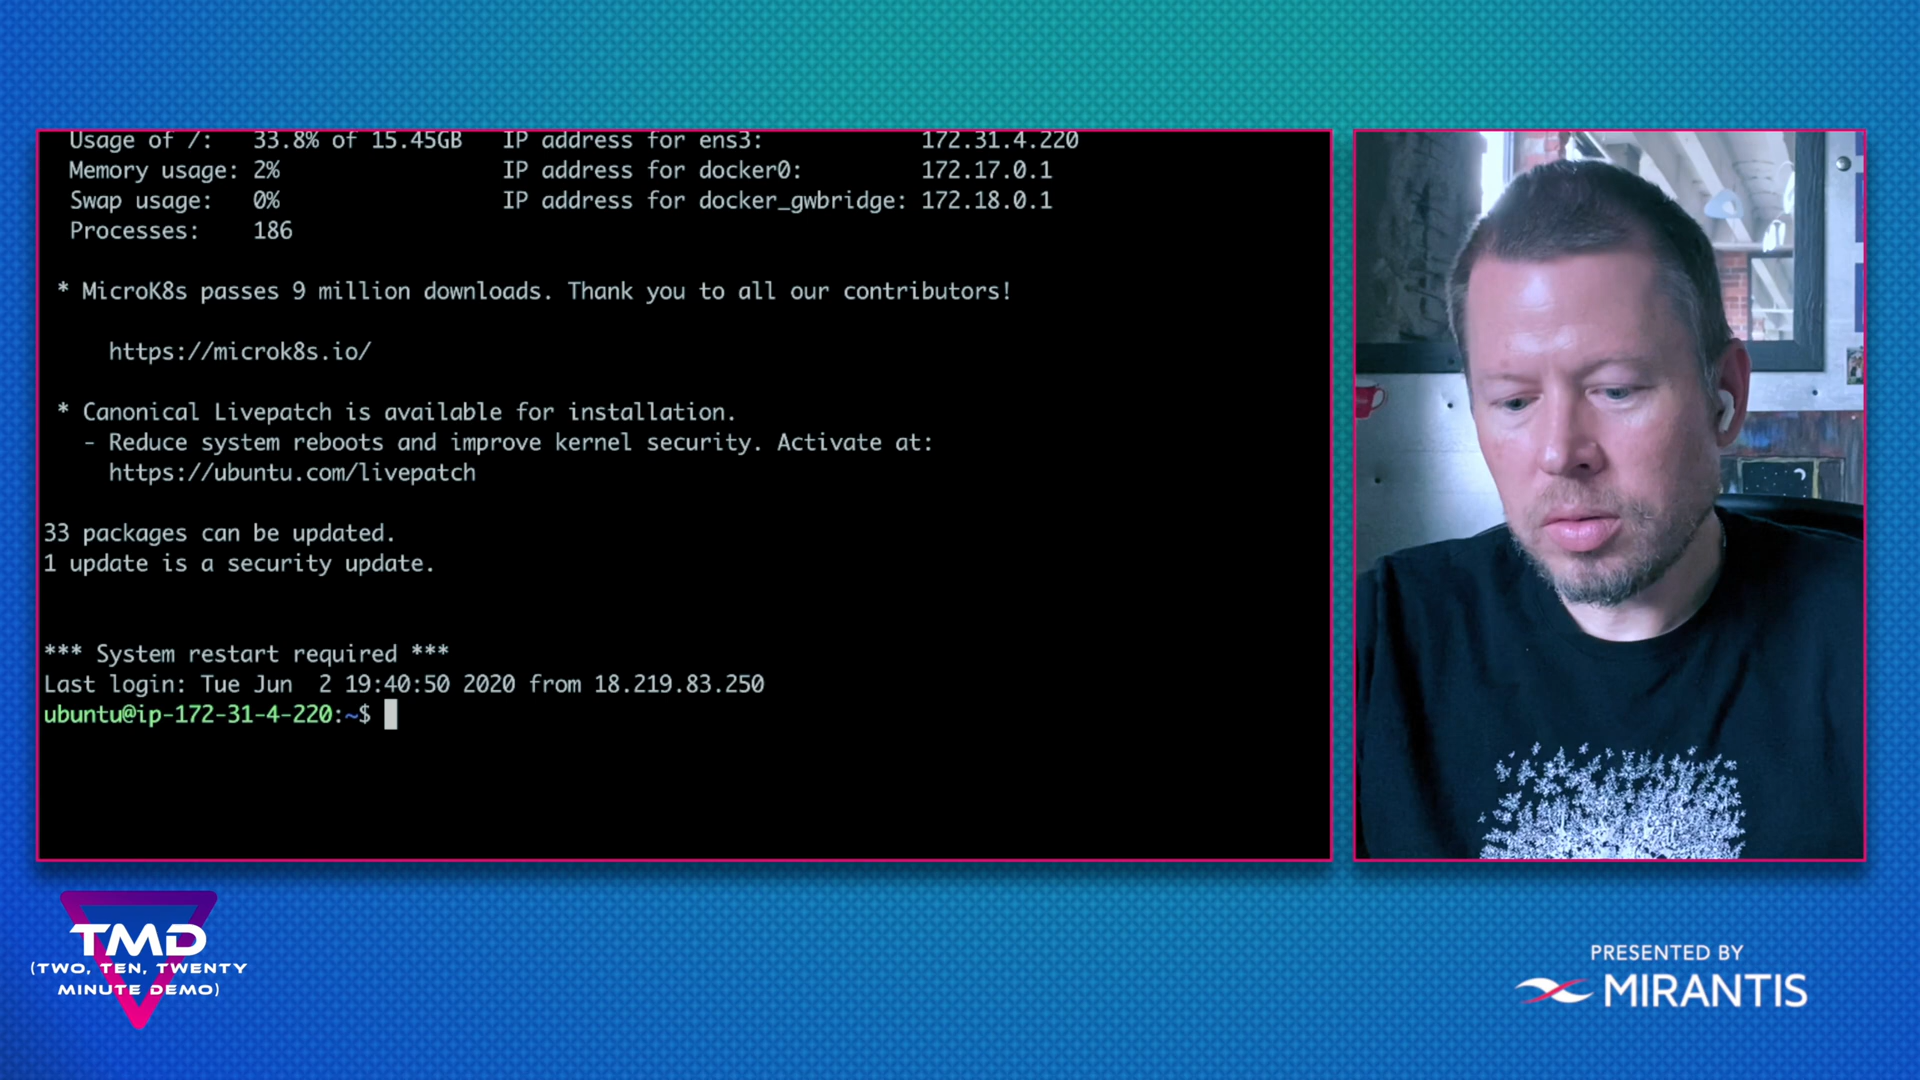 Usage of /: 33.8% of 15.45GB IP address for ens3: 172.31.4.220
Memory usage: 2% IP address for docker0: 172.17.0.1
Swap usage: 0% IP address for docker_gwbridge: 172.18.0.1
Processes: 186
* MicroK8s passes 9 million downloads. Thank you to all our contributors!
https://microk8s.io/
* Canonical Livepatch is available for installation.
- Reduce system reboots and improve kernel security. Activate at:
https://ubuntu.com/livepatch
33 packages can be updated.
1 update is a security update.
*** System restart required ***
Last login: Tue Jun  2 19:40:50 2020 from 18.219.83.250
ubuntu@ip-172-31-4-220:~$
TMD
(TWO, TEN, TWENTY
MINUTE DEMO)
PRESENTED BY
MIRANTIS